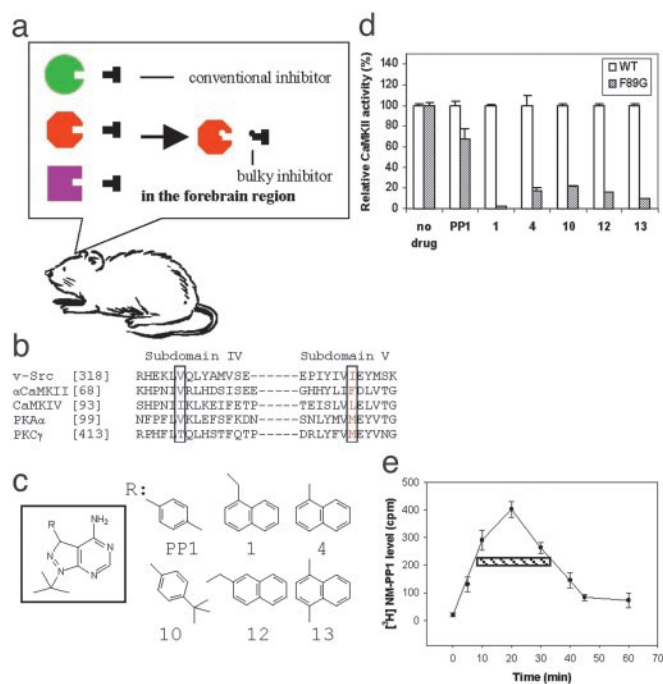 a
conventional inhibitor
bulky inhibitor
in the forebrain region
b
Subdomain IV Subdomain V
v-Src [318] RHEKLVQLYAMVSE------EPIYIVIEYMSK
αCaMKII [68] KHPNIVRLHDSISEE------GHHYLIFDLVTG
CaMKIV [93] SHPNIIKLKEIFETP------TEISLVLELVTG
PKAα [99] NFPFLVKLEFSFKDN------SNLYMVMEYVTG
PKCγ [413] RPHFLTQLHSTFQTP------DRLYFVMEYVNG
c
R
NH2
N
N
N
N
R:
PP1 1 4
10 12 13
d
Relative CaMKII activity (%)
140
120
100
80
60
40
20
0
WT
F89G
no drug PP1 1 4 10 12 13
e
[3H] NM-PP1 level (cpm)
500
400
300
200
100
0
0 10 20 30 40 50 60 70
Time (min)